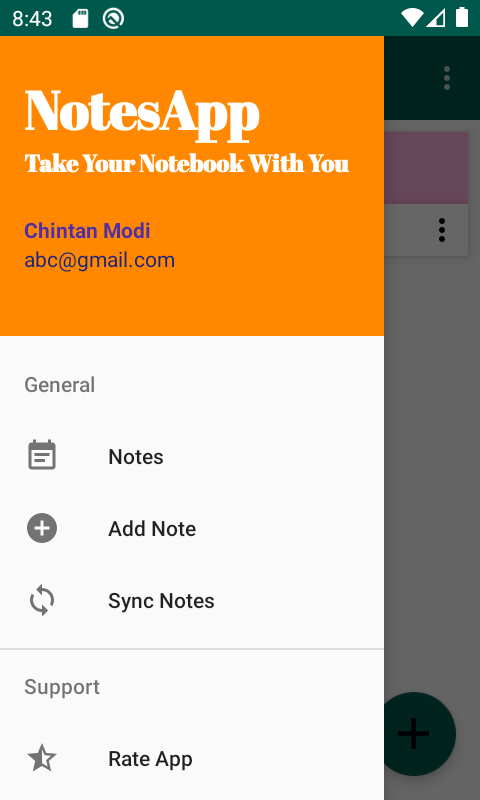 8:43
NotesApp
Take Your Notebook With You
Chintan Modi
abc@gmail.com
General
Notes
Add Note
Sync Notes
Support
Rate App